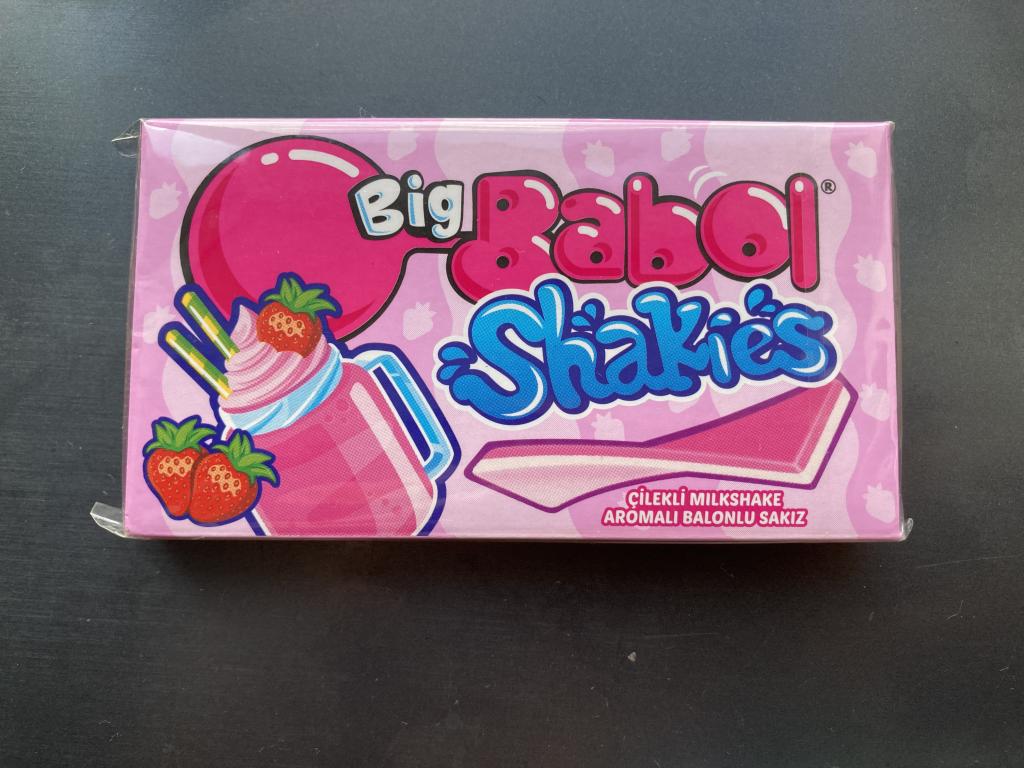 Big Babol®
Shakies
ÇİLEKLİ MILKSHAKE
AROMALI BALONLU SAKIZ